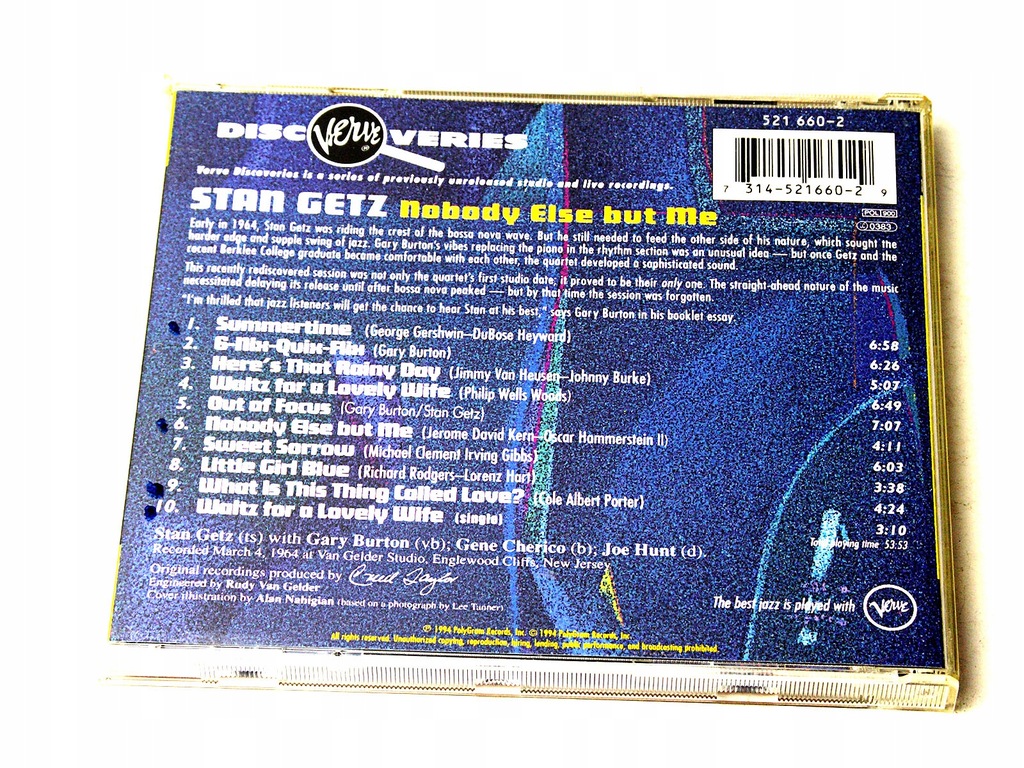 521 660-2
DISC Verve VERIES
Verve Discoveries is a series of previously unreleased studio and live recordings.
7 314-521660-2 9
POL 900
0383
STAN GETZ Nobody Else but Me
Early in 1964, Stan Getz was riding the crest of the bossa nova wave. But he still needed to feed the other side of his nature, which sought the
harder edge and supple swing of jazz. Gary Burton's vibes replacing the piano in the rhythm section was an unusual idea — but once Getz and the
recent Berklee College graduate became comfortable with each other, the quartet developed a sophisticated sound.
This recently rediscovered session was not only the quartet's first studio date, it proved to be their only one. The straight-ahead nature of the music
necessitated delaying its release until after bossa nova peaked — but by that time the session was forgotten.
"I'm thrilled that jazz listeners will get the chance to hear Stan at his best," says Gary Burton in his booklet essay.
1. Summertime (George Gershwin–DuBose Heyward) 6:58
2. 6-Nix-Quix-Flix (Gary Burton) 6:26
3. Here's That Rainy Day (Jimmy Van Heusen–Johnny Burke) 5:07
4. Waltz for a Lovely Wife (Philip Wells Woods) 6:49
5. Out of Focus (Gary Burton/Stan Getz) 7:07
6. Nobody Else but Me (Jerome David Kern–Oscar Hammerstein II) 4:11
7. Sweet Sorrow (Michael Clement Irving Gibbs) 6:03
8. Little Girl Blue (Richard Rodgers–Lorenz Hart) 3:38
9. What Is This Thing Called Love? (Cole Albert Porter) 4:24
10. Waltz for a Lovely Wife (single) 3:10
Total playing time 53:53
Stan Getz (ts) with Gary Burton (vb); Gene Cherico (b); Joe Hunt (d).
Recorded March 4, 1964 at Van Gelder Studio, Englewood Cliffs, New Jersey
Original recordings produced by Creed Taylor
Engineered by Rudy Van Gelder
Cover illustration by Alan Nahigian (based on a photograph by Lee Tanner)
The best jazz is played with Verve
℗ 1994 PolyGram Records, Inc. © 1994 PolyGram Records, Inc.
All rights reserved. Unauthorized copying, reproduction, hiring, lending, public performance, and broadcasting prohibited.